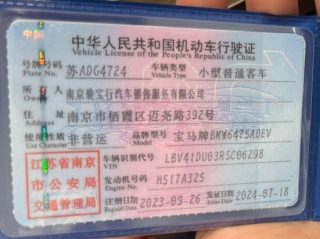 中华人民共和国机动车行驶证
Vehicle License of the People's Republic of China
号牌号码 苏ADG4724 车辆类型 小型普通客车
Plate No. Vehicle Type
所有人 南京骏宝行汽车销售服务有限公司
住址 南京市栖霞区迈尧路392号
Address
使用性质 非营运 品牌型号 宝马牌BMW6475ADEV
Use Character Model
江苏省南京
市公安局
交通管理局
车辆识别代号 LBV41DU03RSC06298
VIN
发动机号码 H517A325
Engine No.
注册日期 2023-09-26 发证日期 2024-07-18
Register Date Issue Date